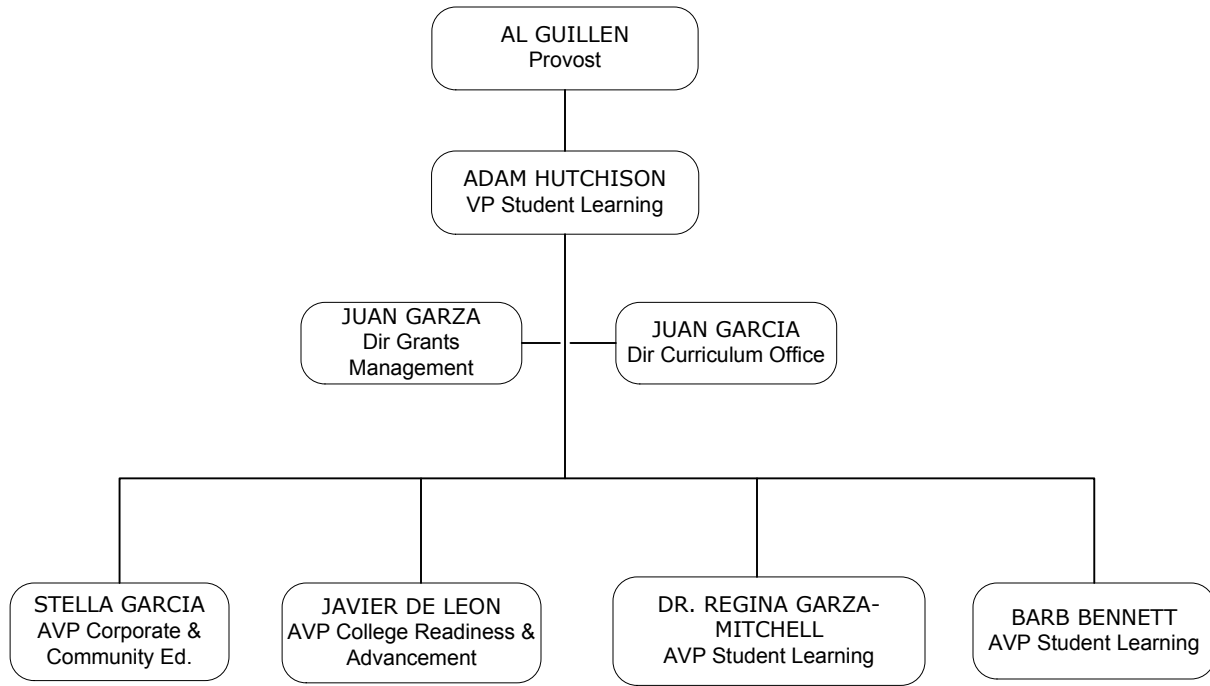 AL GUILLEN
Provost
ADAM HUTCHISON
VP Student Learning
JUAN GARZA
Dir Grants
Management
JUAN GARCIA
Dir Curriculum Office
STELLA GARCIA
AVP Corporate &
Community Ed.
JAVIER DE LEON
AVP College Readiness &
Advancement
DR. REGINA GARZA-
MITCHELL
AVP Student Learning
BARB BENNETT
AVP Student Learning